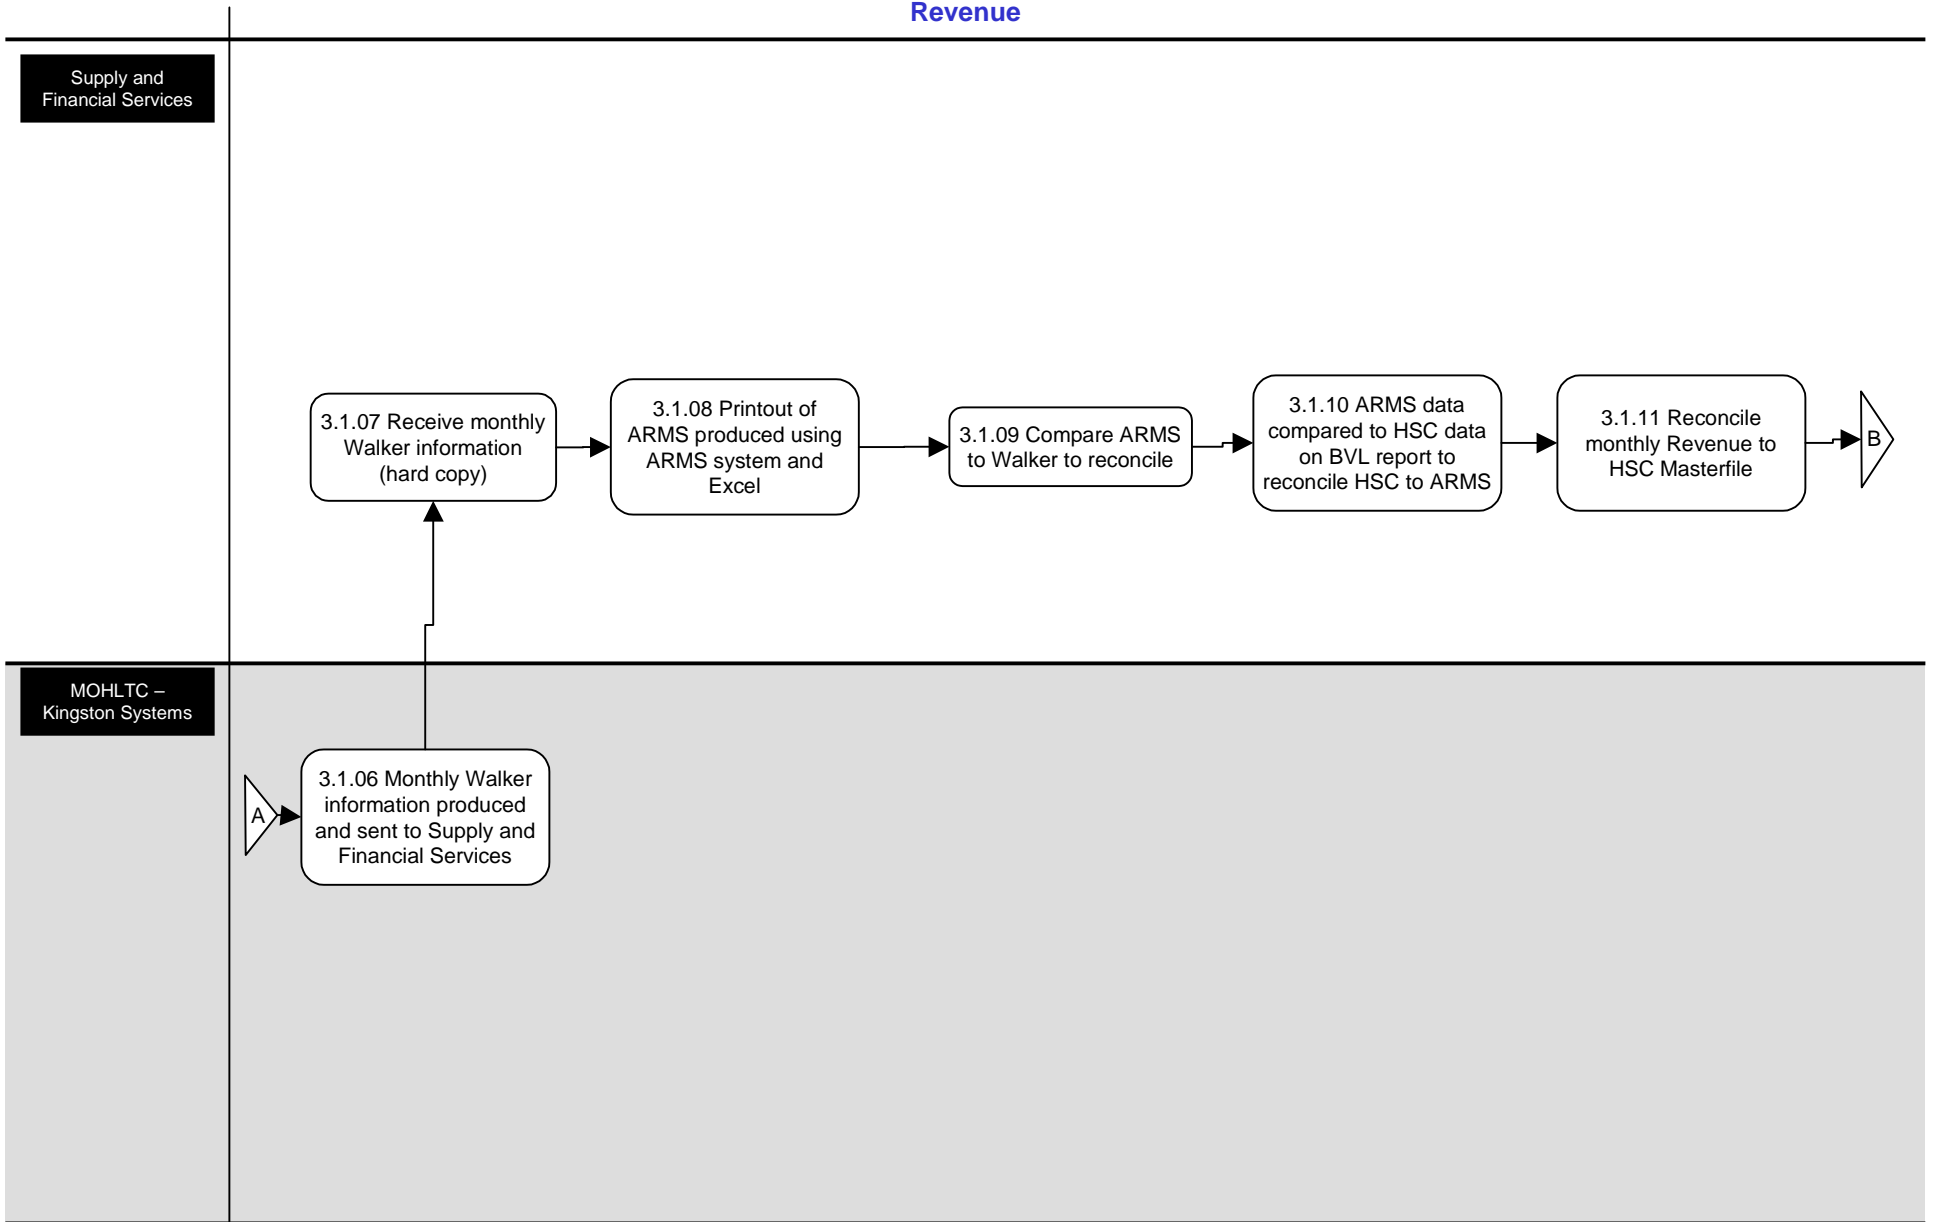 Revenue
Supply and
Financial Services
3.1.07 Receive monthly
Walker information
(hard copy)
3.1.08 Printout of
ARMS produced using
ARMS system and
Excel
3.1.09 Compare ARMS
to Walker to reconcile
3.1.10 ARMS data
compared to HSC data
on BVL report to
reconcile HSC to ARMS
3.1.11 Reconcile
monthly Revenue to
HSC Masterfile
B
MOHLTC –
Kingston Systems
A
3.1.06 Monthly Walker
information produced
and sent to Supply and
Financial Services